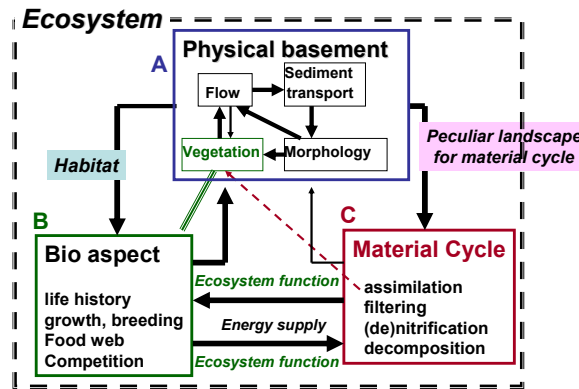 Ecosystem
Physical basement
A
Sediment
transport
Flow
Vegetation
Morphology
Habitat
Peculiar landscape
for material cycle
B
Bio aspect
life history
growth, breeding
Food web
Competition
Ecosystem function
Energy supply
Ecosystem function
C
Material Cycle
assimilation
filtering
(de)nitrification
decomposition